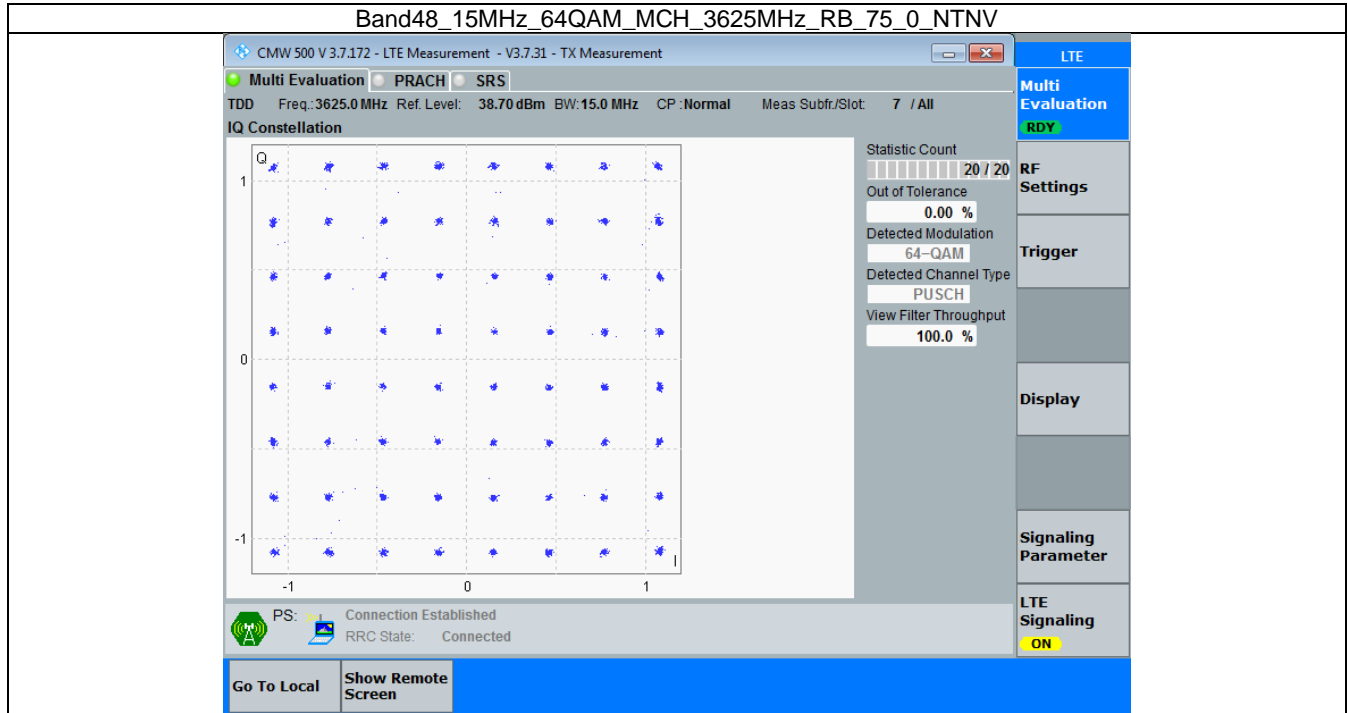 Band48_15MHz_64QAM_MCH_3625MHz_RB_75_0_NTNV
CMW 500 V 3.7.172 - LTE Measurement - V3.7.31 - TX Measurement
LTE
Multi Evaluation PRACH SRS
TDD Freq.: 3625.0 MHz Ref. Level: 38.70 dBm BW: 15.0 MHz CP : Normal Meas Subfr./Slot: 7 / All
IQ Constellation
Q
1
0
-1
-1 0 1
I
Statistic Count
20 / 20
Out of Tolerance
0.00 %
Detected Modulation
64-QAM
Detected Channel Type
PUSCH
View Filter Throughput
100.0 %
Multi
Evaluation
RDY
RF
Settings
Trigger
Display
Signaling
Parameter
LTE
Signaling
ON
PS: Connection Established
RRC State: Connected
Go To Local
Show Remote
Screen